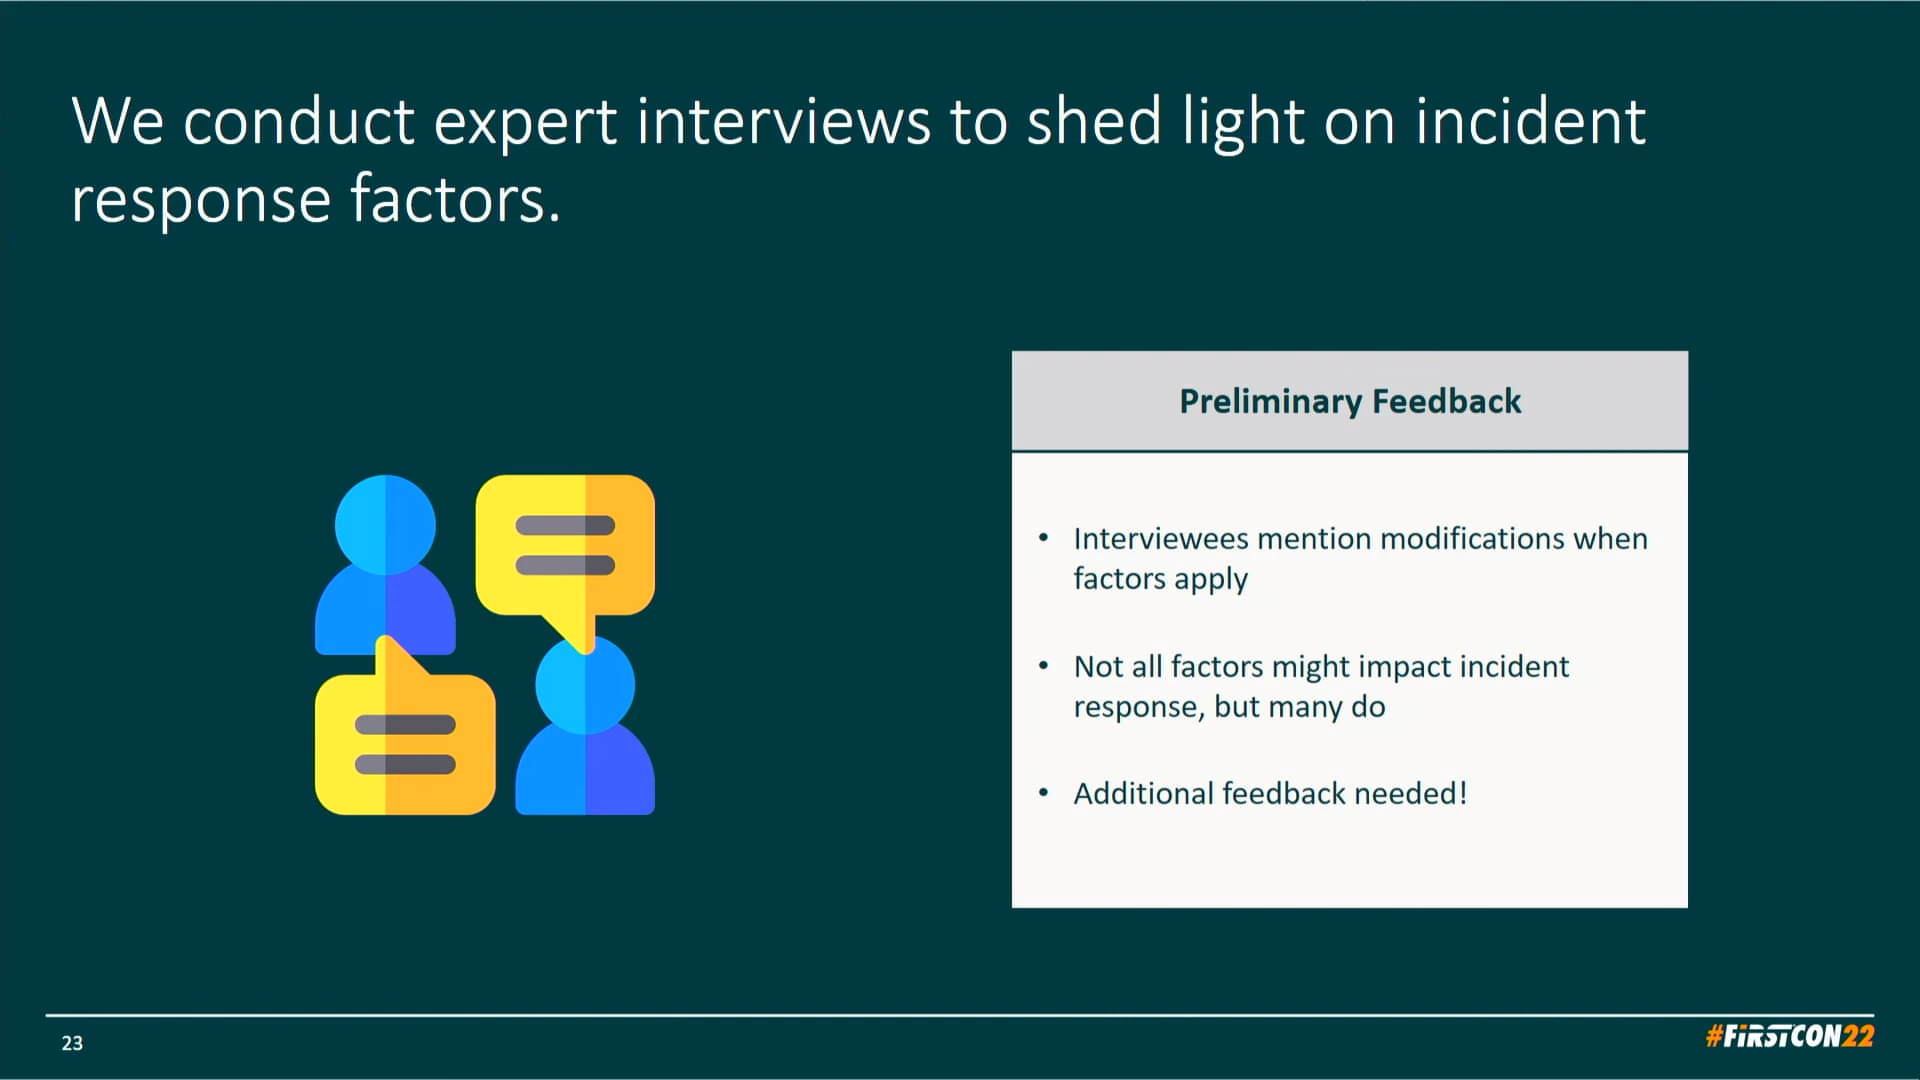 We conduct expert interviews to shed light on incident
response factors.
Preliminary Feedback
• Interviewees mention modifications when
factors apply
• Not all factors might impact incident
response, but many do
• Additional feedback needed!
23
#FiRSTCON22